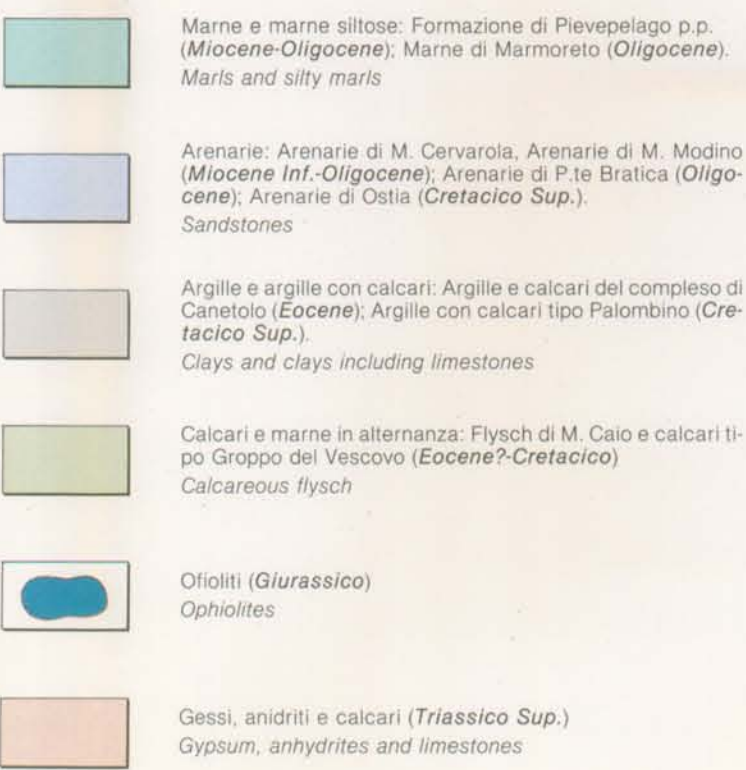 Marne e marne siltose: Formazione di Pievepelago p.p.
(Miocene-Oligocene); Marne di Marmoreto (Oligocene).
Marls and silty marls
Arenarie: Arenarie di M. Cervarola, Arenarie di M. Modino
(Miocene Inf.-Oligocene); Arenarie di P.te Bratica (Oligo-
cene); Arenarie di Ostia (Cretacico Sup.).
Sandstones
Argille e argille con calcari: Argille e calcari del compleso di
Canetolo (Eocene); Argille con calcari tipo Palombino (Cre-
tacico Sup.).
Clays and clays including limestones
Calcari e marne in alternanza: Flysch di M. Caio e calcari ti-
po Groppo del Vescovo (Eocene?-Cretacico)
Calcareous flysch
Ofioliti (Giurassico)
Ophiolites
Gessi, anidriti e calcari (Triassico Sup.)
Gypsum, anhydrites and limestones